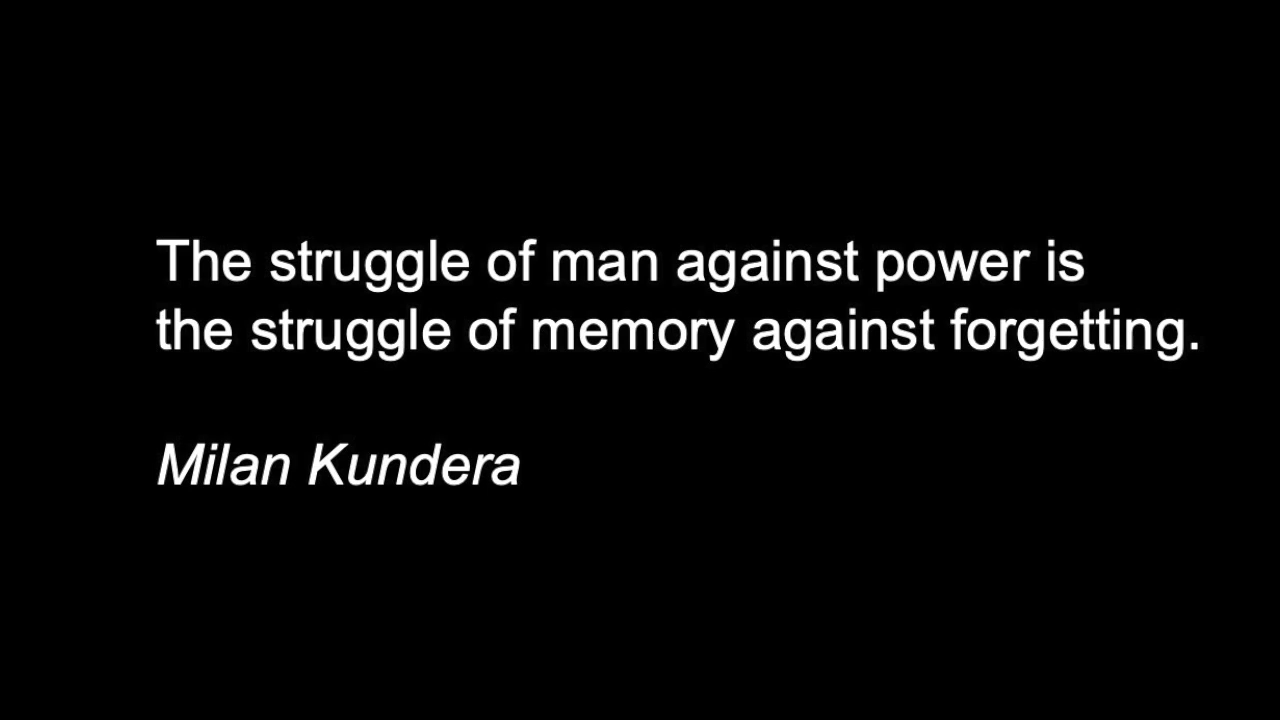 The struggle of man against power is
the struggle of memory against forgetting.
Milan Kundera